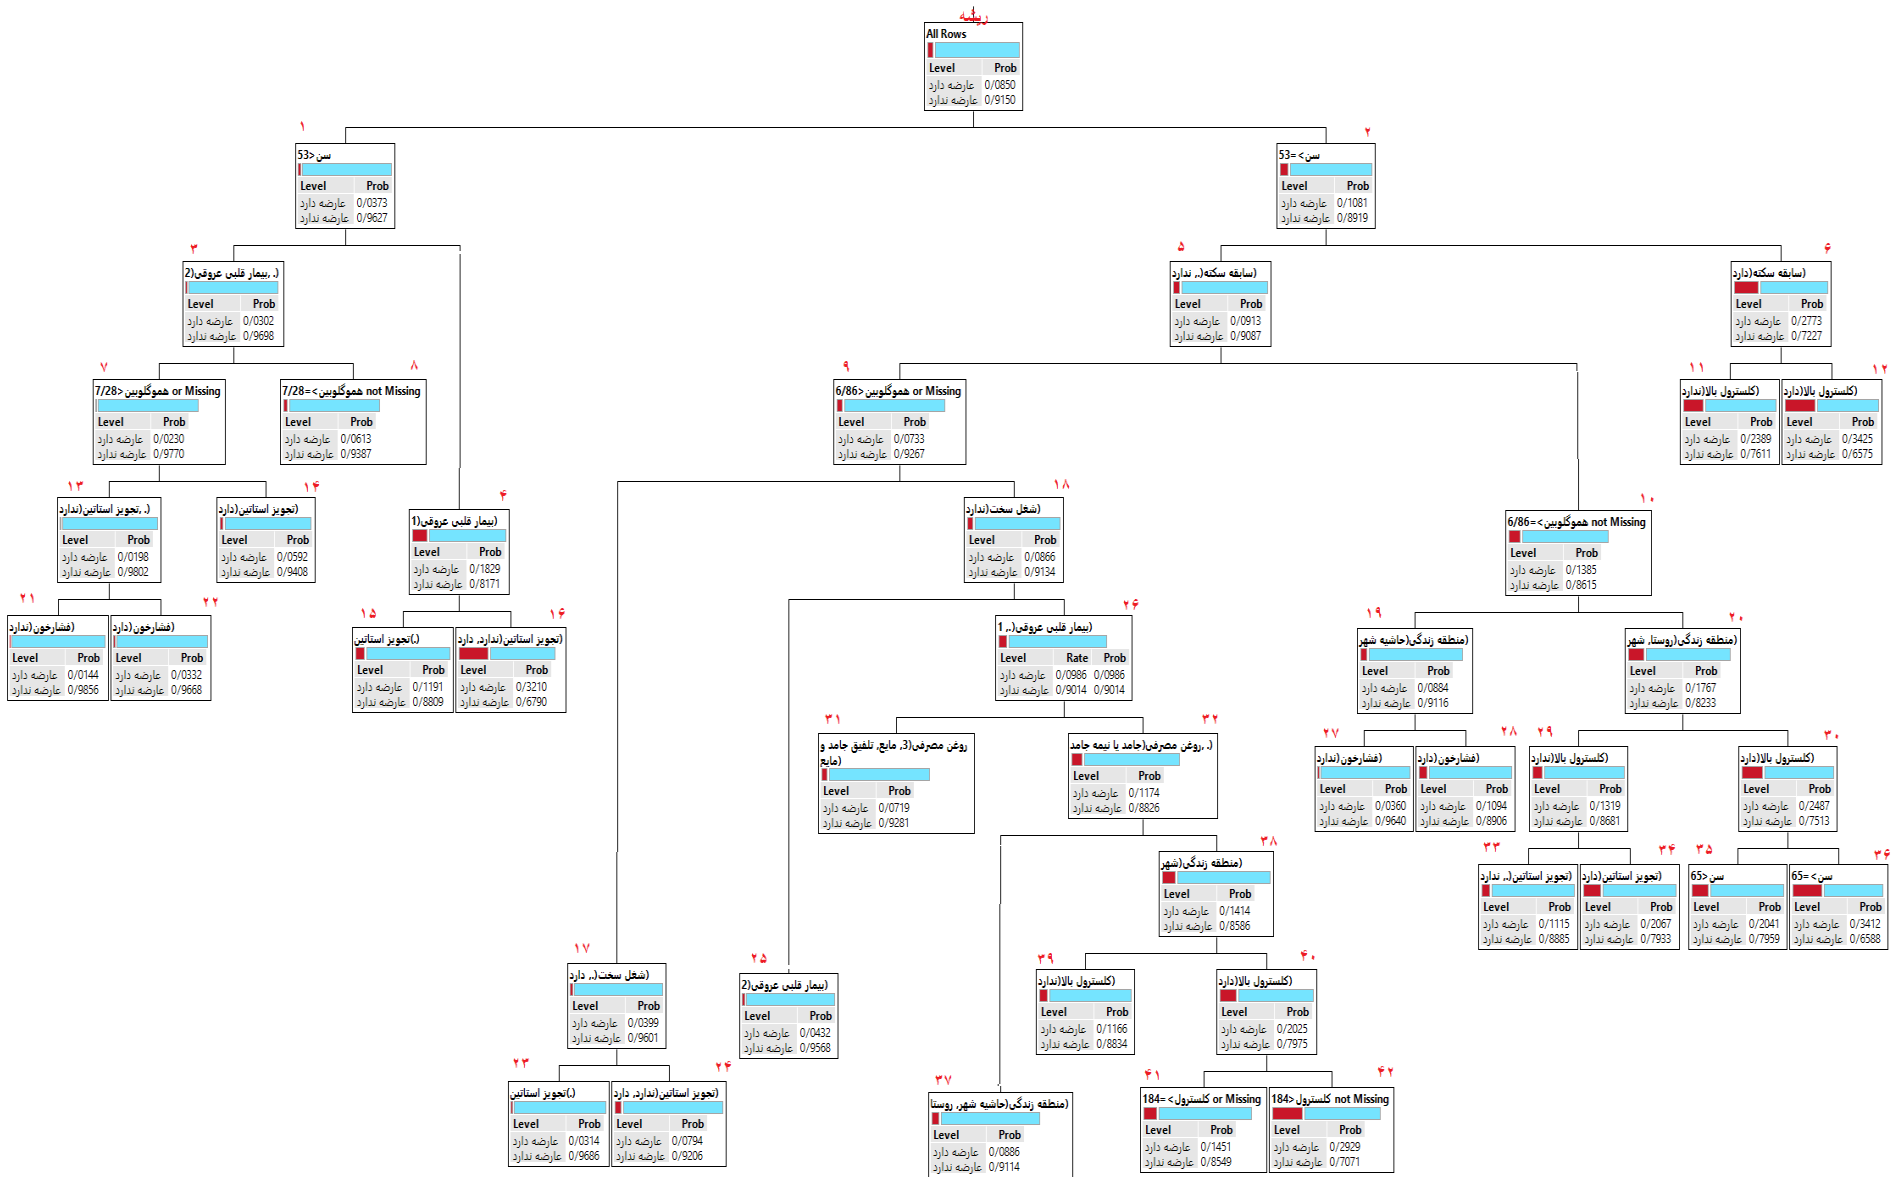 ریشه
All Rows
Level Prob
عارضه دارد 0/0850
عارضه ندارد 0/9150
۱
سن<53
Level Prob
عارضه دارد 0/0373
عارضه ندارد 0/9627
۲
سن>=53
Level Prob
عارضه دارد 0/1081
عارضه ندارد 0/8919
۳
بیمار قلبی عروقی(2, .)
Level Prob
عارضه دارد 0/0302
عارضه ندارد 0/9698
۵
سابقه سکته(., ندارد)
Level Prob
عارضه دارد 0/0913
عارضه ندارد 0/9087
۶
سابقه سکته(دارد)
Level Prob
عارضه دارد 0/2773
عارضه ندارد 0/7227
۷
هموگلوبین<7/28 or Missing
Level Prob
عارضه دارد 0/0230
عارضه ندارد 0/9770
۸
هموگلوبین>=7/28 not Missing
Level Prob
عارضه دارد 0/0613
عارضه ندارد 0/9387
۹
هموگلوبین<6/86 or Missing
Level Prob
عارضه دارد 0/0733
عارضه ندارد 0/9267
۱۱
کلسترول بالا(ندارد)
Level Prob
عارضه دارد 0/2389
عارضه ندارد 0/7611
۱۲
کلسترول بالا(دارد)
Level Prob
عارضه دارد 0/3425
عارضه ندارد 0/6575
۱۳
تجویز استاتین(ندارد, .)
Level Prob
عارضه دارد 0/0198
عارضه ندارد 0/9802
۱۴
تجویز استاتین(دارد)
Level Prob
عارضه دارد 0/0592
عارضه ندارد 0/9408
۴
بیمار قلبی عروقی(1)
Level Prob
عارضه دارد 0/1829
عارضه ندارد 0/8171
۱۸
شغل سخت(ندارد)
Level Prob
عارضه دارد 0/0866
عارضه ندارد 0/9134
۱۰
هموگلوبین>=6/86 not Missing
Level Prob
عارضه دارد 0/1385
عارضه ندارد 0/8615
۲۱
فشارخون(ندارد)
Level Prob
عارضه دارد 0/0144
عارضه ندارد 0/9856
۲۲
فشارخون(دارد)
Level Prob
عارضه دارد 0/0332
عارضه ندارد 0/9668
۱۵
تجویز استاتین(.)
Level Prob
عارضه دارد 0/1191
عارضه ندارد 0/8809
۱۶
تجویز استاتین(ندارد, دارد)
Level Prob
عارضه دارد 0/3210
عارضه ندارد 0/6790
۲۶
بیمار قلبی عروقی(., 1)
Level Rate Prob
عارضه دارد 0/0986 0/0986
عارضه ندارد 0/9014 0/9014
۱۹
منطقه زندگی(حاشیه شهر)
Level Prob
عارضه دارد 0/0884
عارضه ندارد 0/9116
۲۰
منطقه زندگی(روستا, شهر)
Level Prob
عارضه دارد 0/1767
عارضه ندارد 0/8233
۳۱
روغن مصرفی(3, مایع, تلفیق جامد و
مایع)
Level Prob
عارضه دارد 0/0719
عارضه ندارد 0/9281
۳۲
روغن مصرفی(جامد یا نیمه جامد, .)
Level Prob
عارضه دارد 0/1174
عارضه ندارد 0/8826
۲۷
فشارخون(ندارد)
Level Prob
عارضه دارد 0/0360
عارضه ندارد 0/9640
۲۸
فشارخون(دارد)
Level Prob
عارضه دارد 0/1094
عارضه ندارد 0/8906
۲۹
کلسترول بالا(ندارد)
Level Prob
عارضه دارد 0/1319
عارضه ندارد 0/8681
۳۰
کلسترول بالا(دارد)
Level Prob
عارضه دارد 0/2487
عارضه ندارد 0/7513
۳۸
منطقه زندگی(شهر)
Level Prob
عارضه دارد 0/1414
عارضه ندارد 0/8586
۳۳
تجویز استاتین(., ندارد)
Level Prob
عارضه دارد 0/1115
عارضه ندارد 0/8885
۳۴
تجویز استاتین(دارد)
Level Prob
عارضه دارد 0/2067
عارضه ندارد 0/7933
۳۵
سن<65
Level Prob
عارضه دارد 0/2041
عارضه ندارد 0/7959
۳۶
سن>=65
Level Prob
عارضه دارد 0/3412
عارضه ندارد 0/6588
۱۷
شغل سخت(., دارد)
Level Prob
عارضه دارد 0/0399
عارضه ندارد 0/9601
۲۵
بیمار قلبی عروقی(2)
Level Prob
عارضه دارد 0/0432
عارضه ندارد 0/9568
۳۹
کلسترول بالا(ندارد)
Level Prob
عارضه دارد 0/1166
عارضه ندارد 0/8834
۴۰
کلسترول بالا(دارد)
Level Prob
عارضه دارد 0/2025
عارضه ندارد 0/7975
۲۳
تجویز استاتین(.)
Level Prob
عارضه دارد 0/0314
عارضه ندارد 0/9686
۲۴
تجویز استاتین(ندارد, دارد)
Level Prob
عارضه دارد 0/0794
عارضه ندارد 0/9206
۳۷
منطقه زندگی(حاشیه شهر, روستا)
Level Prob
عارضه دارد 0/0886
عارضه ندارد 0/9114
۴۱
کلسترول>=184 or Missing
Level Prob
عارضه دارد 0/1451
عارضه ندارد 0/8549
۴۲
کلسترول<184 not Missing
Level Prob
عارضه دارد 0/2929
عارضه ندارد 0/7071